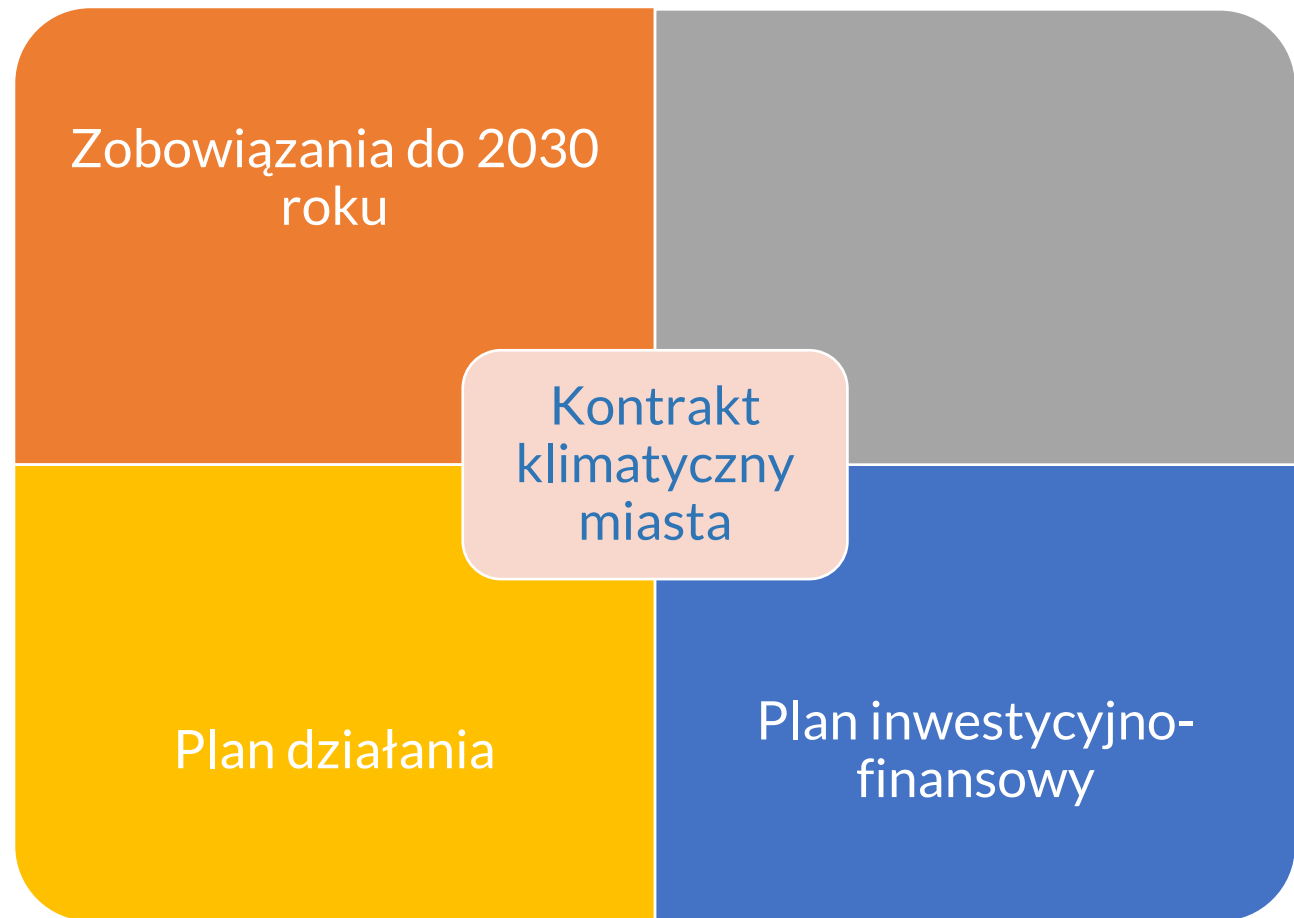 Zobowiązania do 2030
roku
Kontrakt
klimatyczny
miasta
Plan działania
Plan inwestycyjno-
finansowy